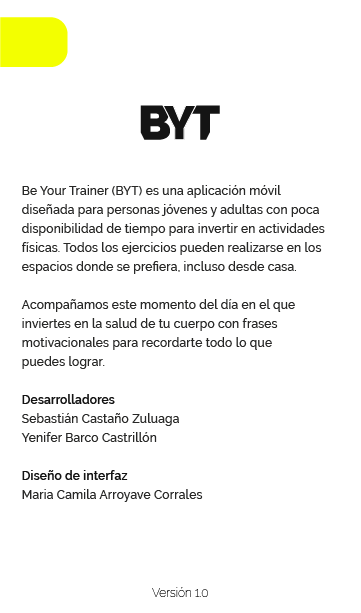 BYT
Be Your Trainer (BYT) es una aplicación móvil
diseñada para personas jóvenes y adultas con poca
disponibilidad de tiempo para invertir en actividades
físicas. Todos los ejercicios pueden realizarse en los
espacios donde se prefiera, incluso desde casa.
Acompañamos este momento del día en el que
inviertes en la salud de tu cuerpo con frases
motivacionales para recordarte todo lo que
puedes lograr.
Desarrolladores
Sebastián Castaño Zuluaga
Yenifer Barco Castrillón
Diseño de interfaz
Maria Camila Arroyave Corrales
Versión 1.0